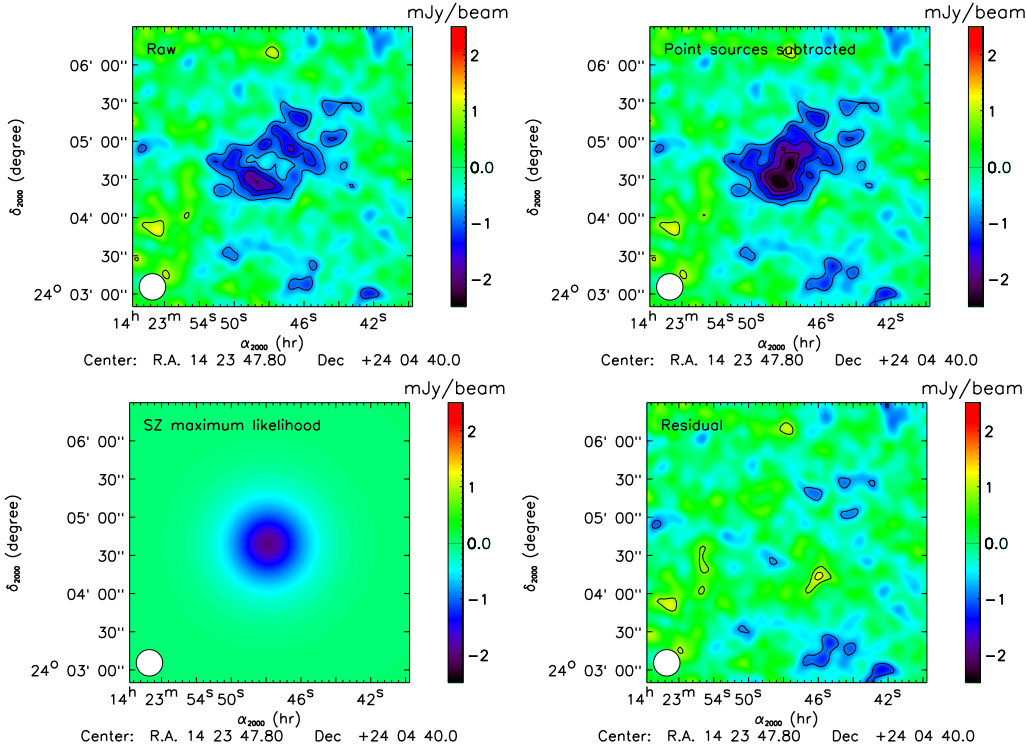 mJy/beam mJy/beam
Raw
Point sources subtracted
06' 00"
30"
05' 00"
30"
04' 00"
30"
24° 03' 00"
2
1
0.0
−1
−2
δ2000 (degree)
14h 23m 54s 50s 46s 42s
α2000 (hr)
Center: R.A. 14 23 47.80 Dec +24 04 40.0
06' 00"
30"
05' 00"
30"
04' 00"
30"
24° 03' 00"
2
1
0.0
−1
−2
δ2000 (degree)
14h 23m 54s 50s 46s 42s
α2000 (hr)
Center: R.A. 14 23 47.80 Dec +24 04 40.0
mJy/beam mJy/beam
SZ maximum likelihood
Residual
06' 00"
30"
05' 00"
30"
04' 00"
30"
24° 03' 00"
2
1
0.0
−1
−2
δ2000 (degree)
14h 23m 54s 50s 46s 42s
α2000 (hr)
Center: R.A. 14 23 47.80 Dec +24 04 40.0
06' 00"
30"
05' 00"
30"
04' 00"
30"
24° 03' 00"
2
1
0.0
−1
−2
δ2000 (degree)
14h 23m 54s 50s 46s 42s
α2000 (hr)
Center: R.A. 14 23 47.80 Dec +24 04 40.0